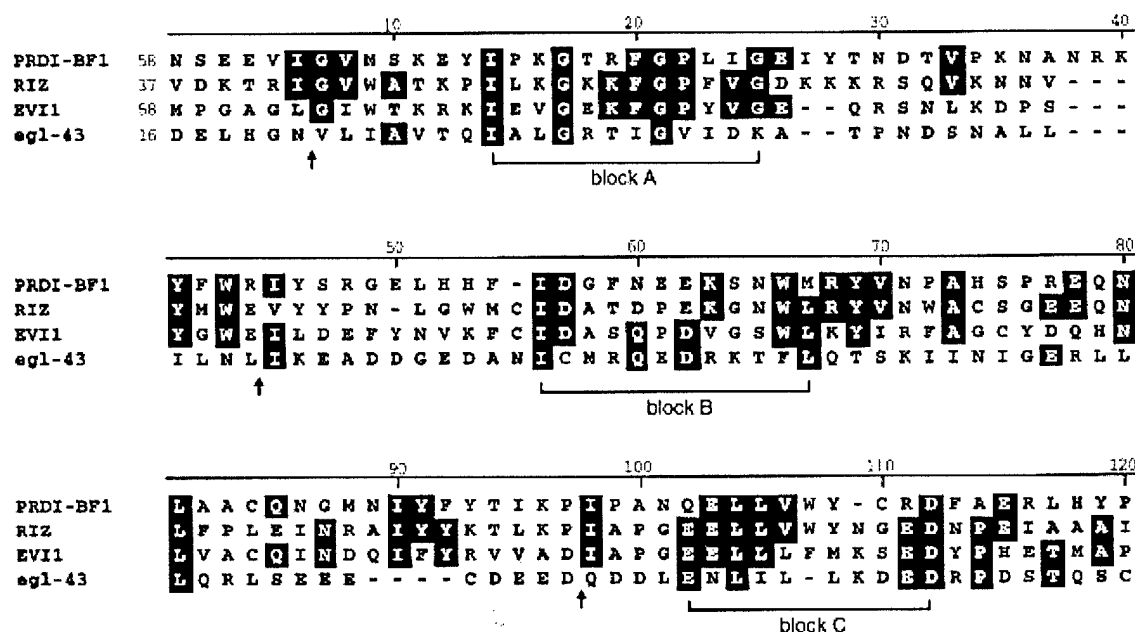 10 20 30 40
PRDI-BF1 58 N S E E V I G V M S K E Y I P K G T R F G P L I G E I Y T N D T V P K N A N R K
RIZ 37 V D K T R I G V W A T K P I L K G K K F G P F V G D K K K R S Q V K N N V - - -
EVI1 58 M P G A G L G I W T K R K I E V G E K F G P Y V G E - - Q R S N L K D P S - - -
egl-43 16 D E L H G N V L I A V T Q I A L G R T I G V I D K A - - T P N D S N A L L - - -
block A
50 60 70 80
PRDI-BF1 Y F W R I Y S R G E L H H F - I D G F N E E K S N W M R Y V N P A H S P R E Q N
RIZ Y M W E V Y Y P N - L G W M C I D A T D P E K G N W L R Y V N W A C S G E E Q N
EVI1 Y G W E I L D E F Y N V K F C I D A S Q P D V G S W L K Y I R F A G C Y D Q H N
egl-43 I L N L I K E A D D G E D A N I C N R Q E D R K T F L Q T S K I I N I G E R L L
block B
90 100 110 120
PRDI-BF1 L A A C Q N G M N I Y F Y T I K P I P A N Q E L L V W Y - C R D F A E R L H Y P
RIZ L F P L E I N R A I Y Y K T L K P I A P G E E L L V W Y N G E D N P E I A A A I
EVI1 L V A C Q I N D Q I F Y R V V A D I A P G E E L L L F M K S E D Y P H E T M A P
egl-43 L Q R L S E E E - - - - C D E E D Q D D L E N L I L - L K D E D R P D S T Q S C
block C